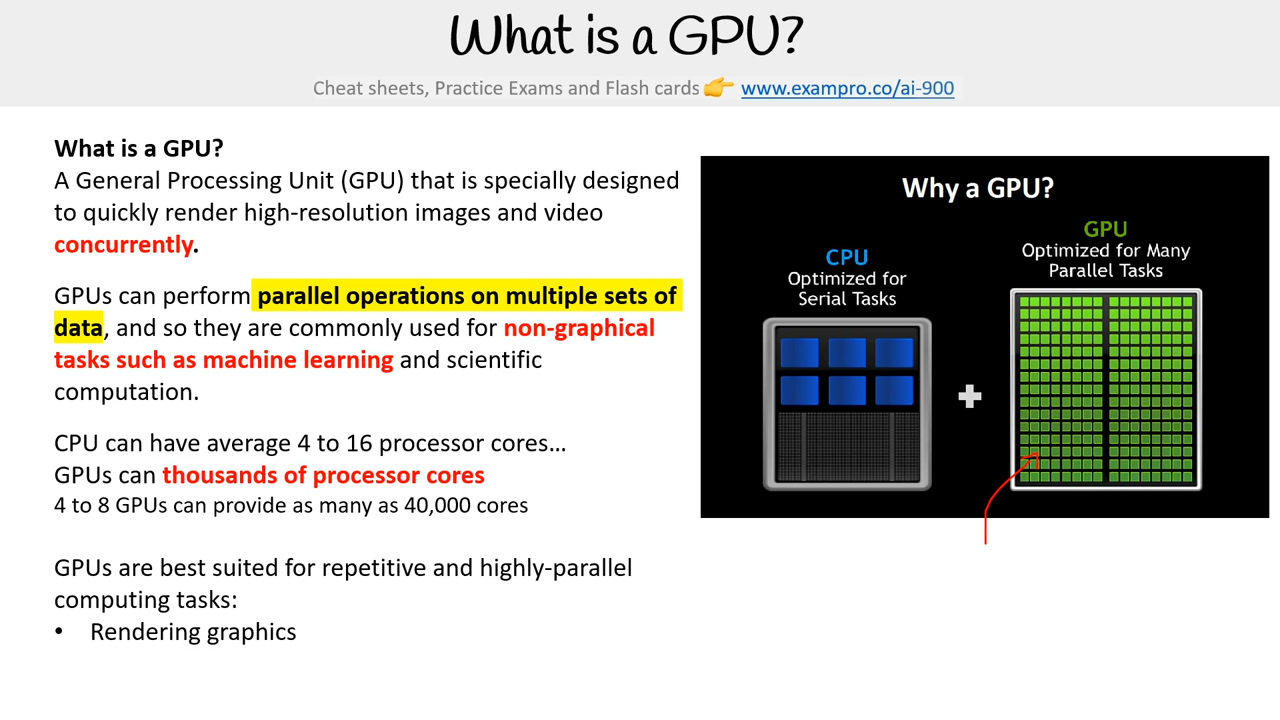 What is a GPU?
Cheat sheets, Practice Exams and Flash cards 👉 www.exampro.co/ai-900
What is a GPU?
A General Processing Unit (GPU) that is specially designed
to quickly render high-resolution images and video
concurrently.
GPUs can perform parallel operations on multiple sets of
data, and so they are commonly used for non-graphical
tasks such as machine learning and scientific
computation.
CPU can have average 4 to 16 processor cores...
GPUs can thousands of processor cores
4 to 8 GPUs can provide as many as 40,000 cores
GPUs are best suited for repetitive and highly-parallel
computing tasks:
• Rendering graphics
Why a GPU?
CPU
Optimized for
Serial Tasks
GPU
Optimized for Many
Parallel Tasks